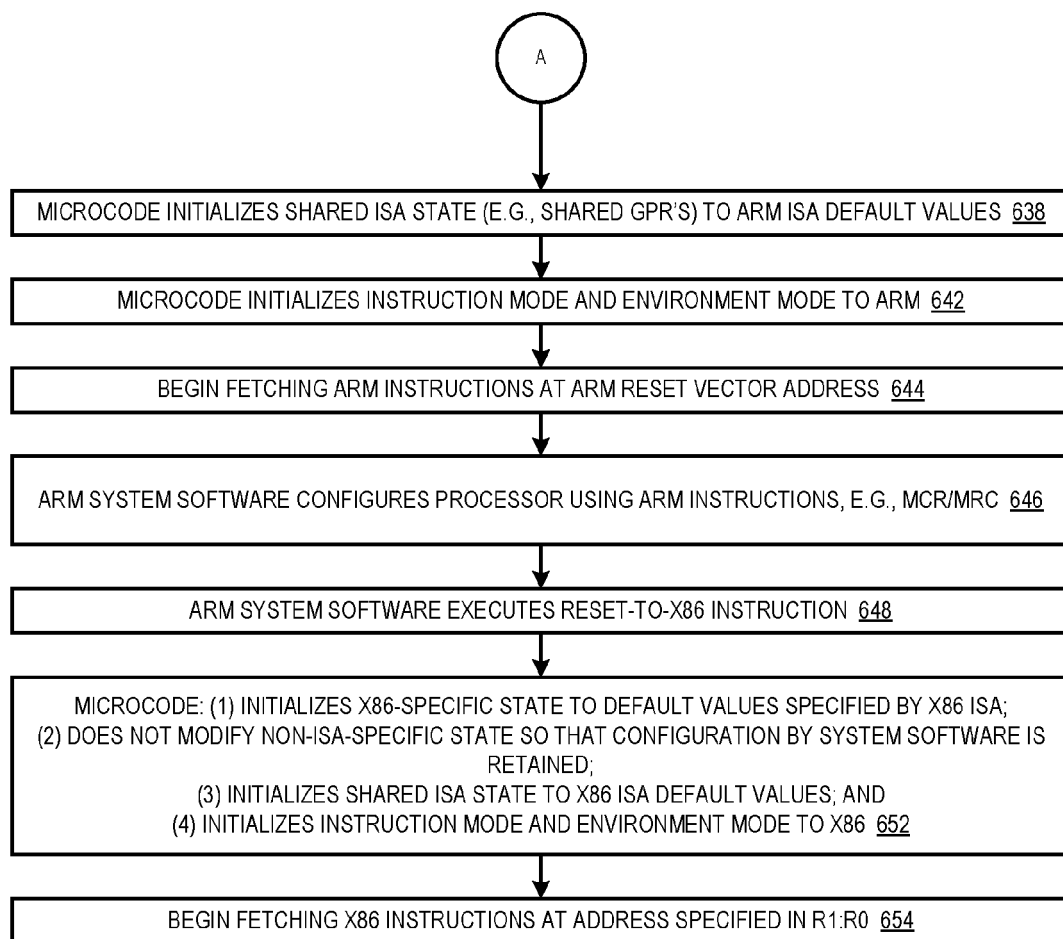 A
MICROCODE INITIALIZES SHARED ISA STATE (E.G., SHARED GPR'S) TO ARM ISA DEFAULT VALUES 638
MICROCODE INITIALIZES INSTRUCTION MODE AND ENVIRONMENT MODE TO ARM 642
BEGIN FETCHING ARM INSTRUCTIONS AT ARM RESET VECTOR ADDRESS 644
ARM SYSTEM SOFTWARE CONFIGURES PROCESSOR USING ARM INSTRUCTIONS, E.G., MCR/MRC 646
ARM SYSTEM SOFTWARE EXECUTES RESET-TO-X86 INSTRUCTION 648
MICROCODE: (1) INITIALIZES X86-SPECIFIC STATE TO DEFAULT VALUES SPECIFIED BY X86 ISA;
(2) DOES NOT MODIFY NON-ISA-SPECIFIC STATE SO THAT CONFIGURATION BY SYSTEM SOFTWARE IS
RETAINED;
(3) INITIALIZES SHARED ISA STATE TO X86 ISA DEFAULT VALUES; AND
(4) INITIALIZES INSTRUCTION MODE AND ENVIRONMENT MODE TO X86 652
BEGIN FETCHING X86 INSTRUCTIONS AT ADDRESS SPECIFIED IN R1:R0 654